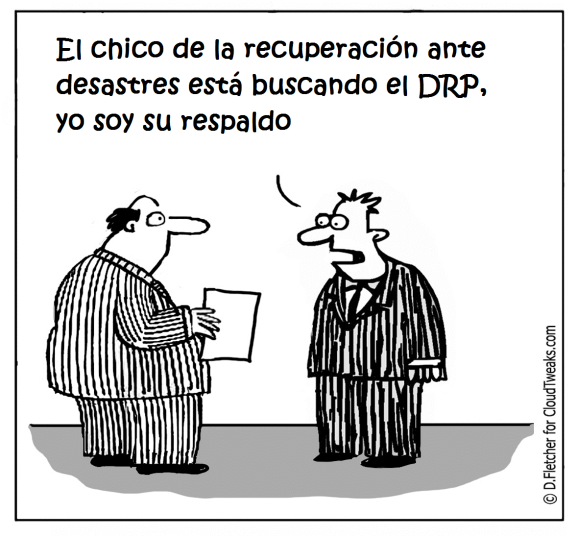 El chico de la recuperación ante
desastres está buscando el DRP,
yo soy su respaldo
© D.Fletcher for CloudTweaks.com